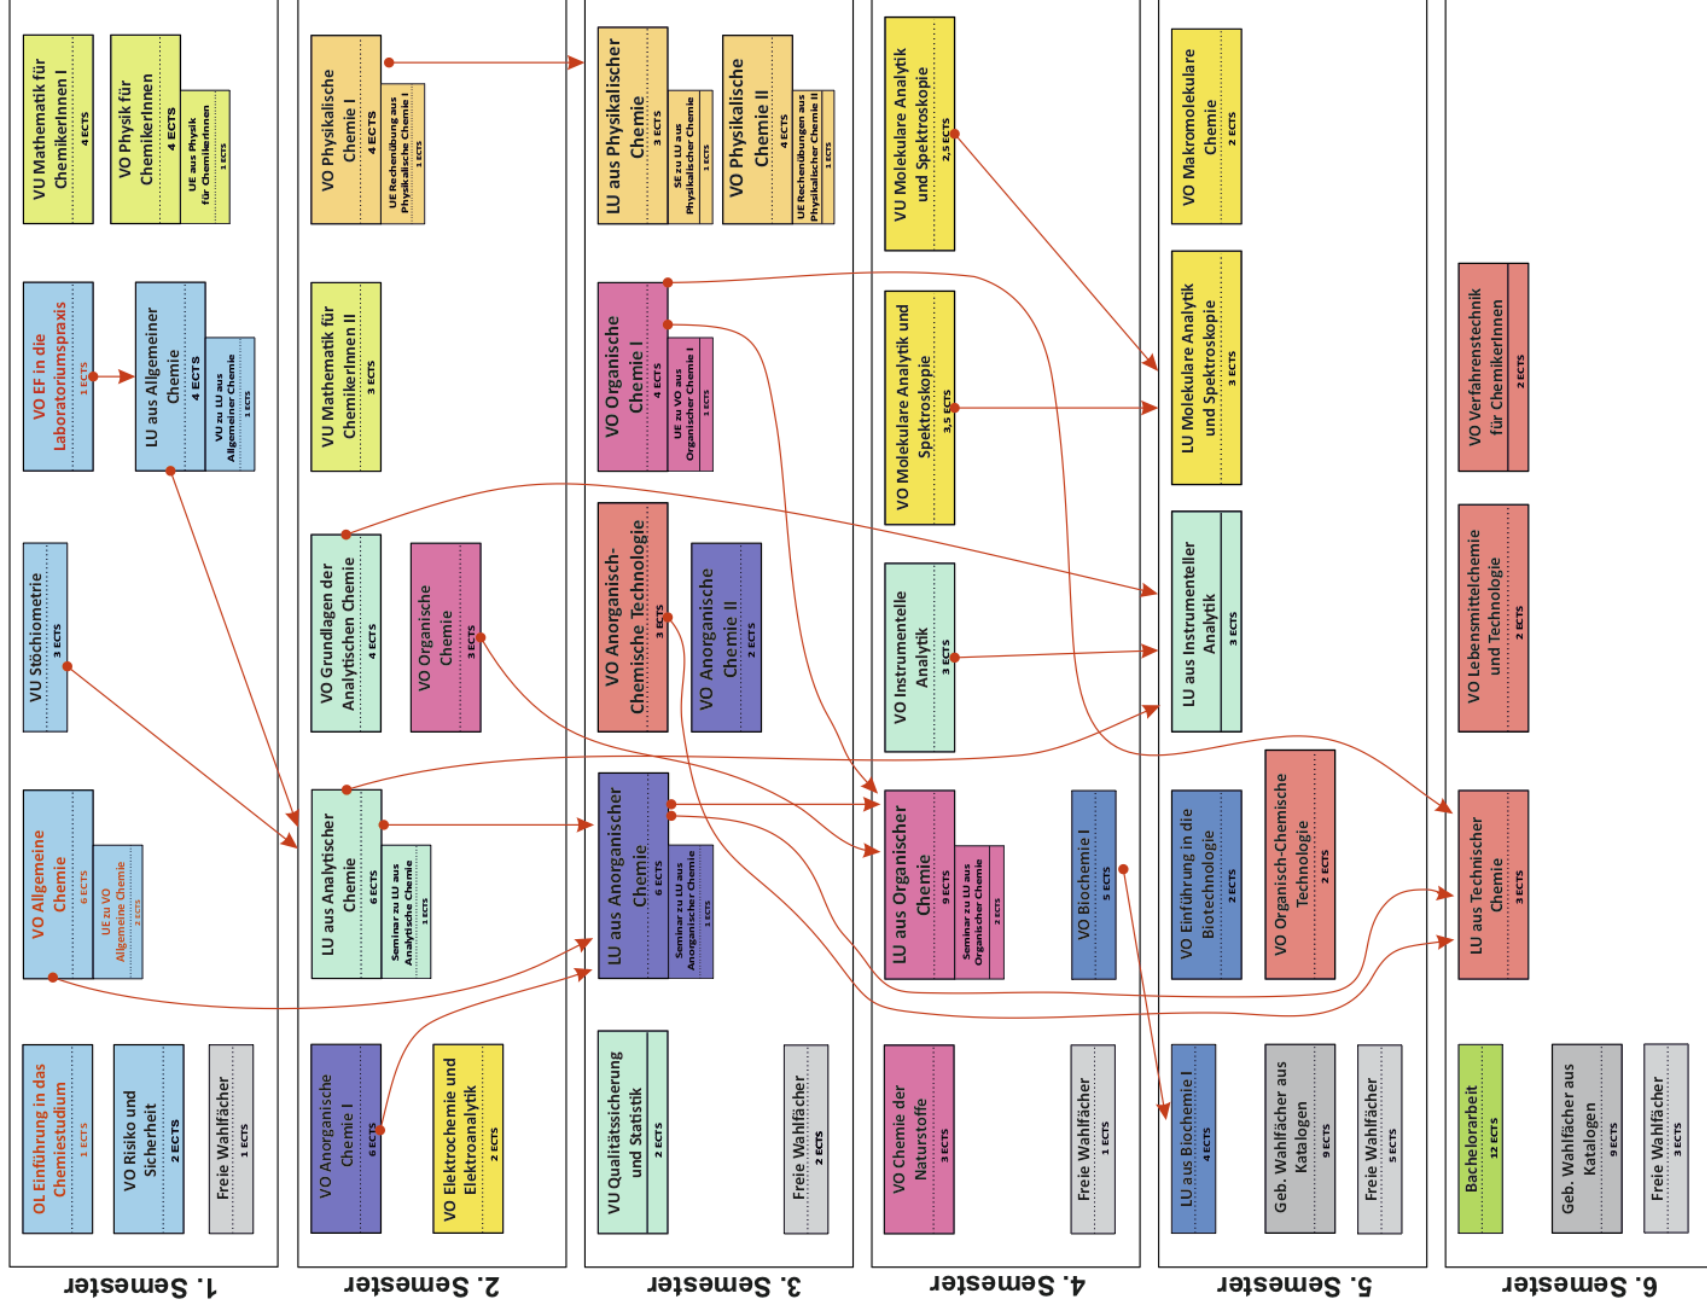 1. Semester
OL Einführung in das
Chemiestudium
1 ECTS
VO Risiko und
Sicherheit
2 ECTS
Freie Wahlfächer
1 ECTS
VO Allgemeine
Chemie
6 ECTS
UE zu VO
Allgemeine Chemie
2 ECTS
VU Stöchiometrie
3 ECTS
VO EF in die
Laboratoriumspraxis
1 ECTS
LU aus Allgemeiner
Chemie
4 ECTS
VU zu LU aus
Allgemeiner Chemie
1 ECTS
VU Mathematik für
ChemikerInnen I
4 ECTS
VO Physik für
ChemikerInnen
4 ECTS
UE aus Physik
für ChemikerInnen
1 ECTS
2. Semester
VO Anorganische
Chemie I
6 ECTS
VO Elektrochemie und
Elektroanalytik
2 ECTS
LU aus Analytischer
Chemie
6 ECTS
Seminar zu LU aus
Analytische Chemie
1 ECTS
VO Grundlagen der
Analytischen Chemie
4 ECTS
VO Organische
Chemie
3 ECTS
VU Mathematik für
ChemikerInnen II
3 ECTS
VO Physikalische
Chemie I
4 ECTS
UE Rechenübung aus
Physikalische Chemie I
1 ECTS
3. Semester
VU Qualitätssicherung
und Statistik
2 ECTS
Freie Wahlfächer
2 ECTS
LU aus Anorganischer
Chemie
6 ECTS
Seminar zu LU aus
Anorganischer Chemie
1 ECTS
VO Anorganisch-
Chemische Technologie
3 ECTS
VO Anorganische
Chemie II
2 ECTS
VO Organische
Chemie I
4 ECTS
UE zu VO aus
Organischer Chemie I
1 ECTS
LU aus Physikalischer
Chemie
3 ECTS
SE zu LU aus
Physikalischer Chemie
1 ECTS
VO Physikalische
Chemie II
4 ECTS
UE Rechenübungen aus
Physikalischer Chemie II
1 ECTS
4. Semester
VO Chemie der
Naturstoffe
3 ECTS
Freie Wahlfächer
1 ECTS
LU aus Organischer
Chemie
9 ECTS
Seminar zu LU aus
Organischer Chemie
2 ECTS
VO Biochemie I
5 ECTS
VO Instrumentelle
Analytik
3 ECTS
VO Molekulare Analytik und
Spektroskopie
3,5 ECTS
VU Molekulare Analytik
und Spektroskopie
2,5 ECTS
5. Semester
LU aus Biochemie I
4 ECTS
Geb. Wahlfächer aus
Katalogen
9 ECTS
Freie Wahlfächer
5 ECTS
VO Einführung in die
Biotechnologie
2 ECTS
VO Organisch-Chemische
Technologie
2 ECTS
LU aus Instrumenteller
Analytik
3 ECTS
LU Molekulare Analytik
und Spektroskopie
3 ECTS
VO Makromolekulare
Chemie
2 ECTS
6. Semester
Bachelorarbeit
12 ECTS
Geb. Wahlfächer aus
Katalogen
9 ECTS
Freie Wahlfächer
3 ECTS
LU aus Technischer
Chemie
3 ECTS
VO Lebensmittelchemie
und Technologie
2 ECTS
VO Verfahrenstechnik
für ChemikerInnen
2 ECTS